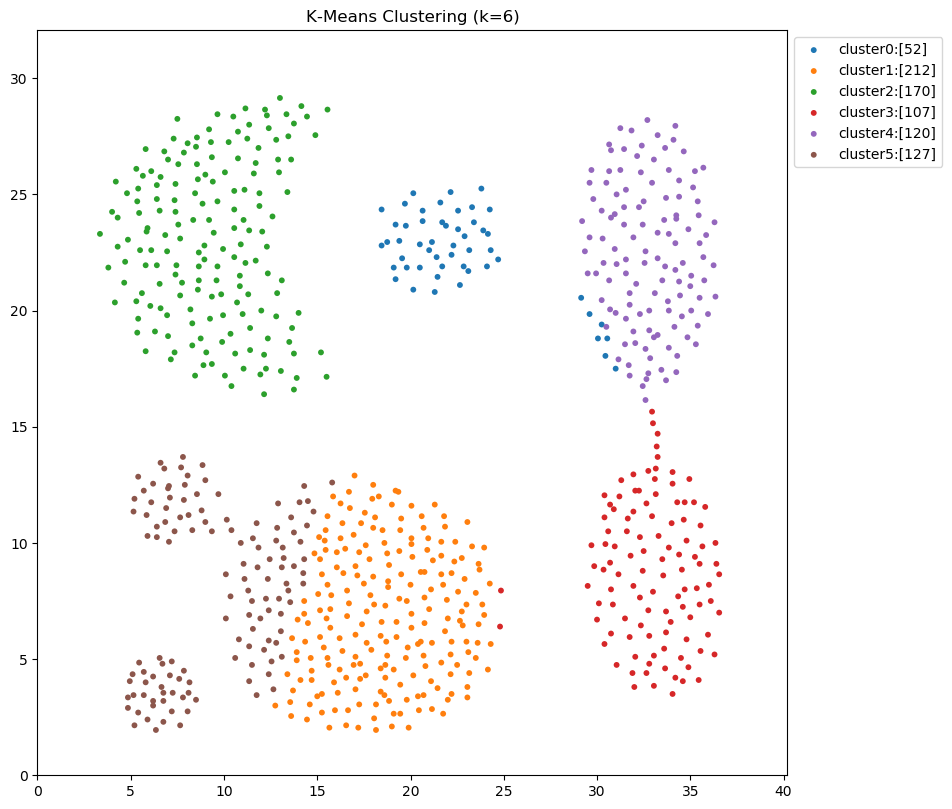 K-Means Clustering (k=6)
cluster0:[52]
cluster1:[212]
cluster2:[170]
cluster3:[107]
cluster4:[120]
cluster5:[127]
30
25
20
15
10
5
0
0 5 10 15 20 25 30 35 40